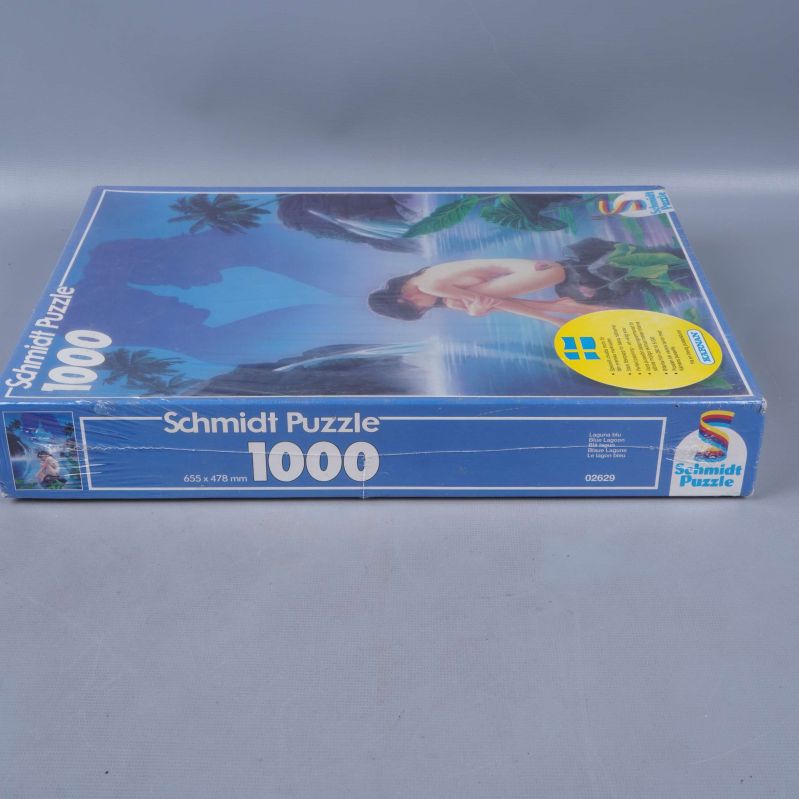 Schmidt Puzzle
1000
Schmidt
Puzzle
KÄRNAN
Schmidt Puzzle
1000
655 x 478 mm
Laguna blu
Blue Lagoon
Blå lagun
Blaue Lagune
Le lagon bleu
02629
Schmidt
Puzzle